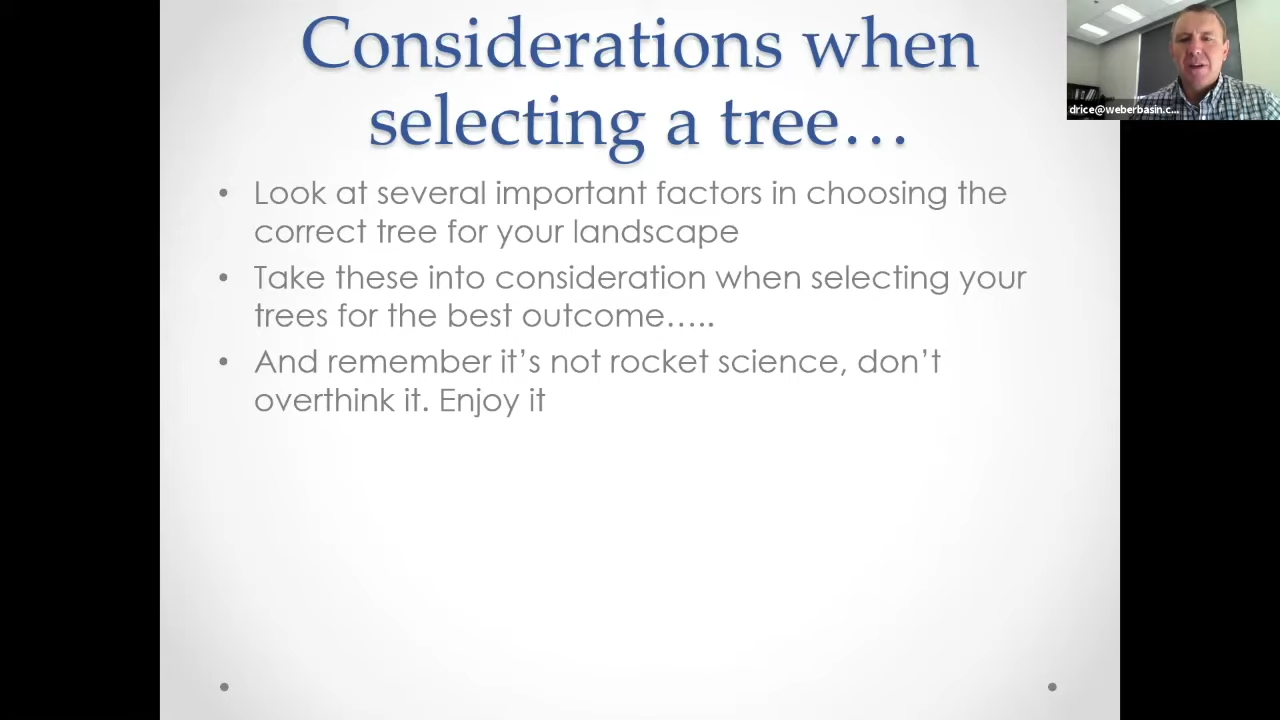 Considerations when
selecting a tree…
• Look at several important factors in choosing the
correct tree for your landscape
• Take these into consideration when selecting your
trees for the best outcome…..
• And remember it’s not rocket science, don’t
overthink it. Enjoy it
drice@weberbasin.c...